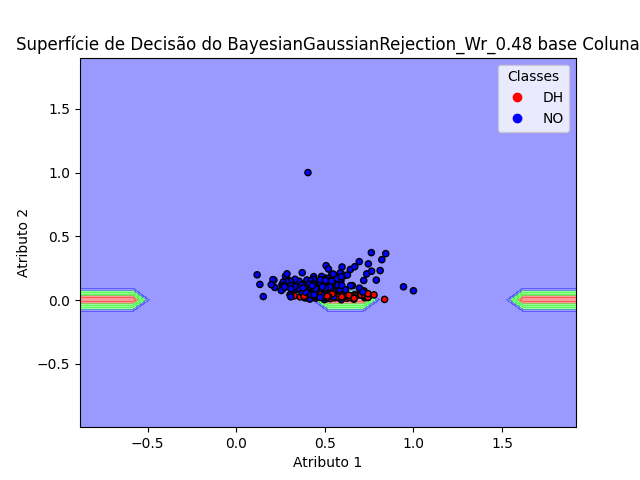 Superfície de Decisão do BayesianGaussianRejection_Wr_0.48 base Coluna
Classes
DH
NO
1.5
1.0
0.5
0.0
−0.5
Atributo 2
−0.5
0.0
0.5
1.0
1.5
Atributo 1